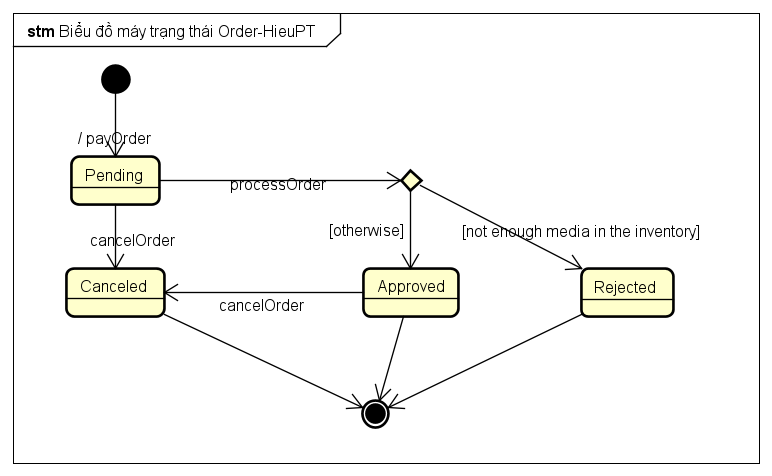 stm Biểu đồ máy trạng thái Order-HieuPT
/ payOrder
Pending
processOrder
[otherwise]
[not enough media in the inventory]
cancelOrder
Canceled
Approved
Rejected
cancelOrder